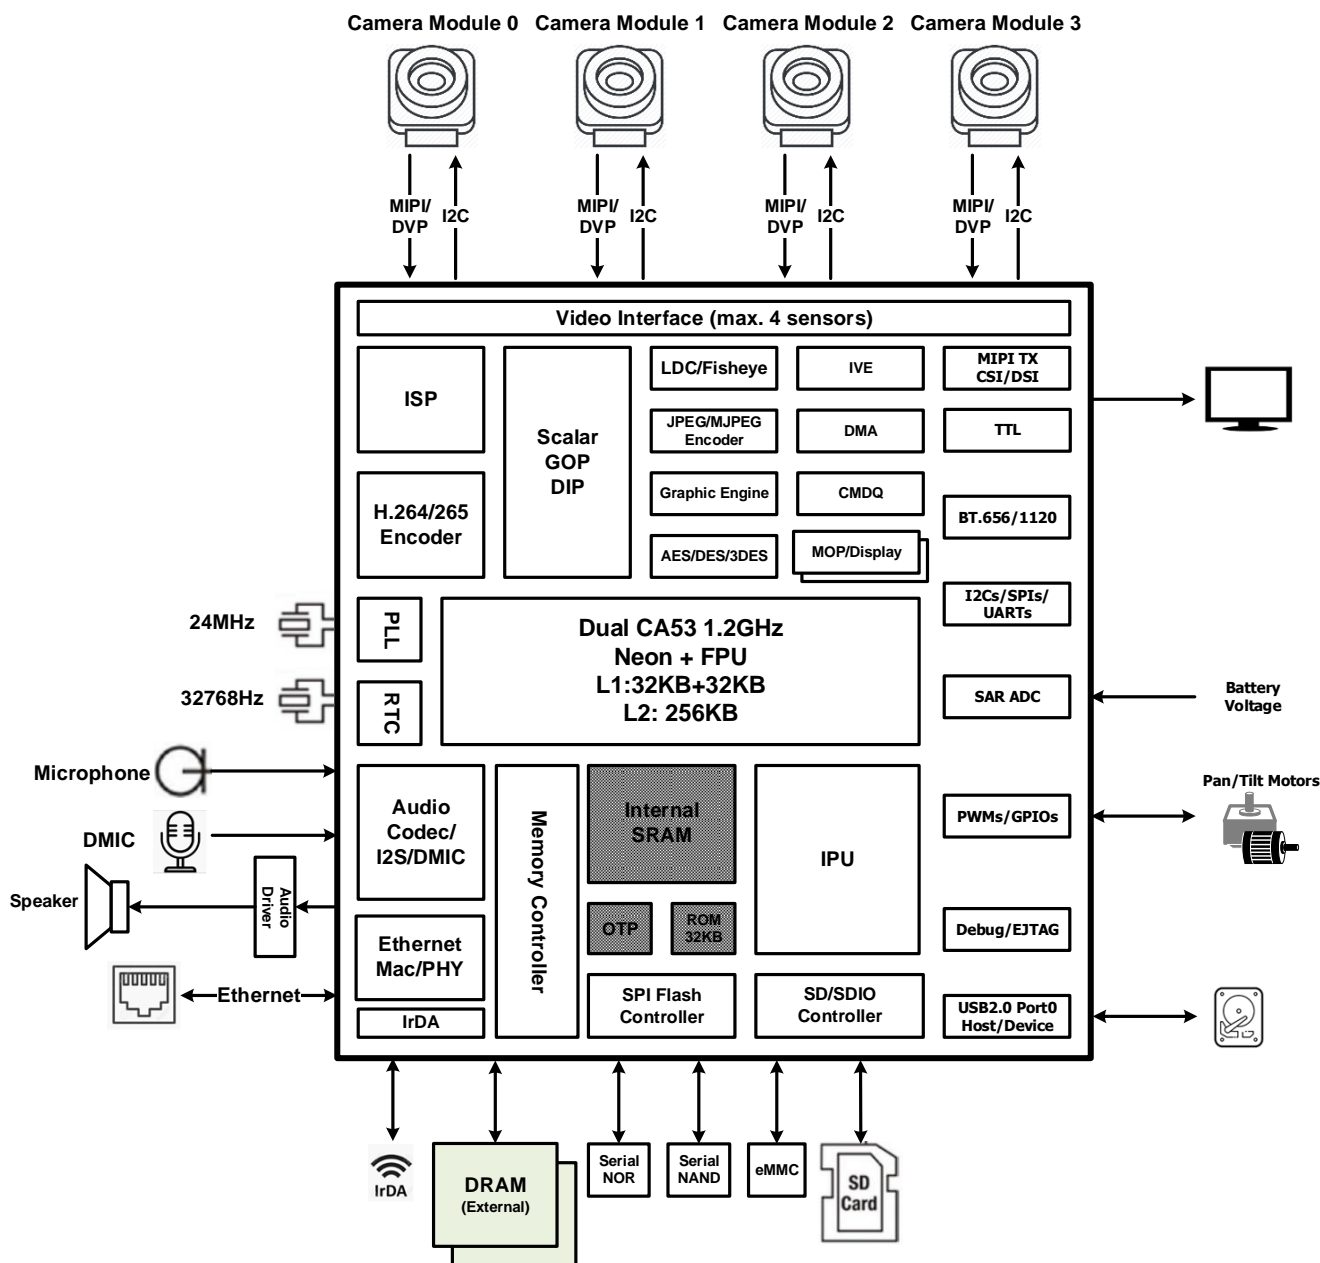 Camera Module 0
Camera Module 1
Camera Module 2
Camera Module 3
MIPI/
DVP
I2C
MIPI/
DVP
I2C
MIPI/
DVP
I2C
MIPI/
DVP
I2C
Video Interface (max. 4 sensors)
ISP
Scalar
GOP
DIP
LDC/Fisheye
IVE
MIPI TX
CSI/DSI
JPEG/MJPEG
Encoder
DMA
TTL
H.264/265
Encoder
Graphic Engine
CMDQ
BT.656/1120
AES/DES/3DES
MOP/Display
I2Cs/SPIs/
UARTs
24MHz
PLL
Dual CA53 1.2GHz
Neon + FPU
L1:32KB+32KB
L2: 256KB
32768Hz
RTC
SAR ADC
Battery
Voltage
Microphone
DMIC
Audio
Codec/
I2S/DMIC
Memory Controller
Internal
SRAM
IPU
PWMs/GPIOs
Pan/Tilt Motors
Speaker
Audio
Driver
OTP
ROM
32KB
Debug/EJTAG
Ethernet
Mac/PHY
Ethernet
IrDA
SPI Flash
Controller
SD/SDIO
Controller
USB2.0 Port0
Host/Device
IrDA
DRAM
(External)
Serial
NOR
Serial
NAND
eMMC
SD
Card